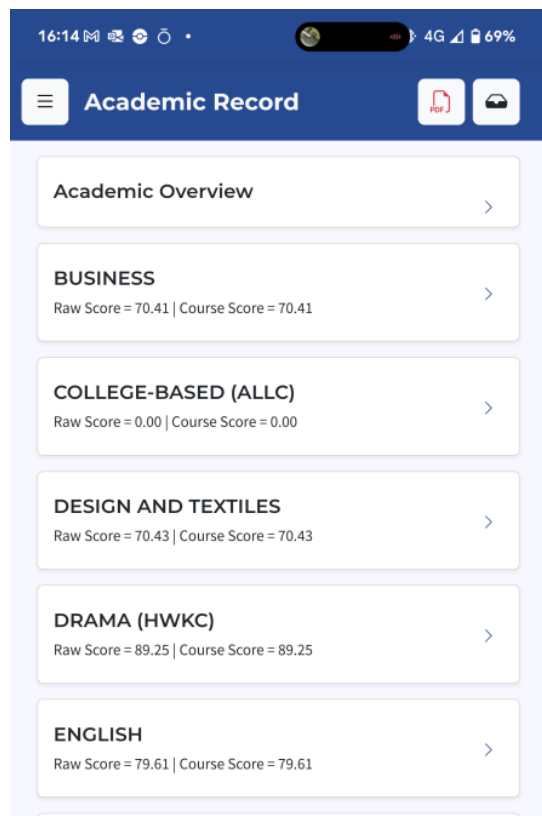 16:14 4G 69%
Academic Record
PDF
Academic Overview
BUSINESS
Raw Score = 70.41 | Course Score = 70.41
COLLEGE-BASED (ALLC)
Raw Score = 0.00 | Course Score = 0.00
DESIGN AND TEXTILES
Raw Score = 70.43 | Course Score = 70.43
DRAMA (HWKC)
Raw Score = 89.25 | Course Score = 89.25
ENGLISH
Raw Score = 79.61 | Course Score = 79.61